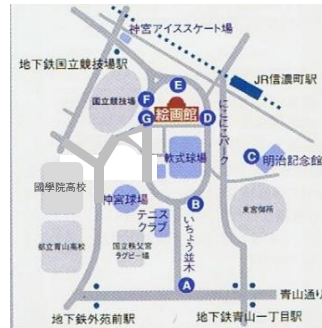 神宮アイススケート場
地下鉄国立競技場駅
JR信濃町駅
E
国立競技場
F
G
絵画館
D
にこにこパーク
軟式球場
C
明治記念館
國學院高校
神宮球場
B
東宮御所
テニス
クラブ
いちょう並木
都立青山高校
国立秩父宮
ラグビー場
A
青山通り
地下鉄外苑前駅
地下鉄青山一丁目駅